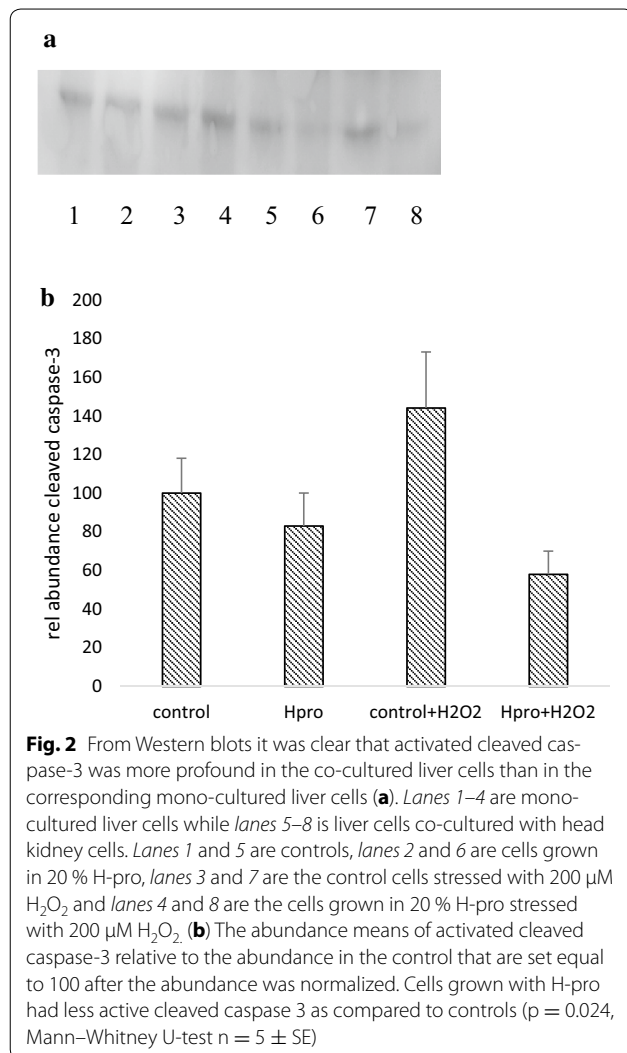 a
1 2 3 4 5 6 7 8
b
200
180
160
140
120
100
80
60
40
20
0
rel abundance cleaved caspase-3
control Hpro control+H2O2 Hpro+H2O2
Fig. 2 From Western blots it was clear that activated cleaved cas-
pase-3 was more profound in the co-cultured liver cells than in the
corresponding mono-cultured liver cells (a). Lanes 1–4 are mono-
cultured liver cells while lanes 5–8 is liver cells co-cultured with head
kidney cells. Lanes 1 and 5 are controls, lanes 2 and 6 are cells grown
in 20 % H-pro, lanes 3 and 7 are the control cells stressed with 200 µM
H₂O₂ and lanes 4 and 8 are the cells grown in 20 % H-pro stressed
with 200 µM H₂O₂. (b) The abundance means of activated cleaved
caspase-3 relative to the abundance in the control that are set equal
to 100 after the abundance was normalized. Cells grown with H-pro
had less active cleaved caspase 3 as compared to controls (p = 0.024,
Mann–Whitney U-test n = 5 ± SE)